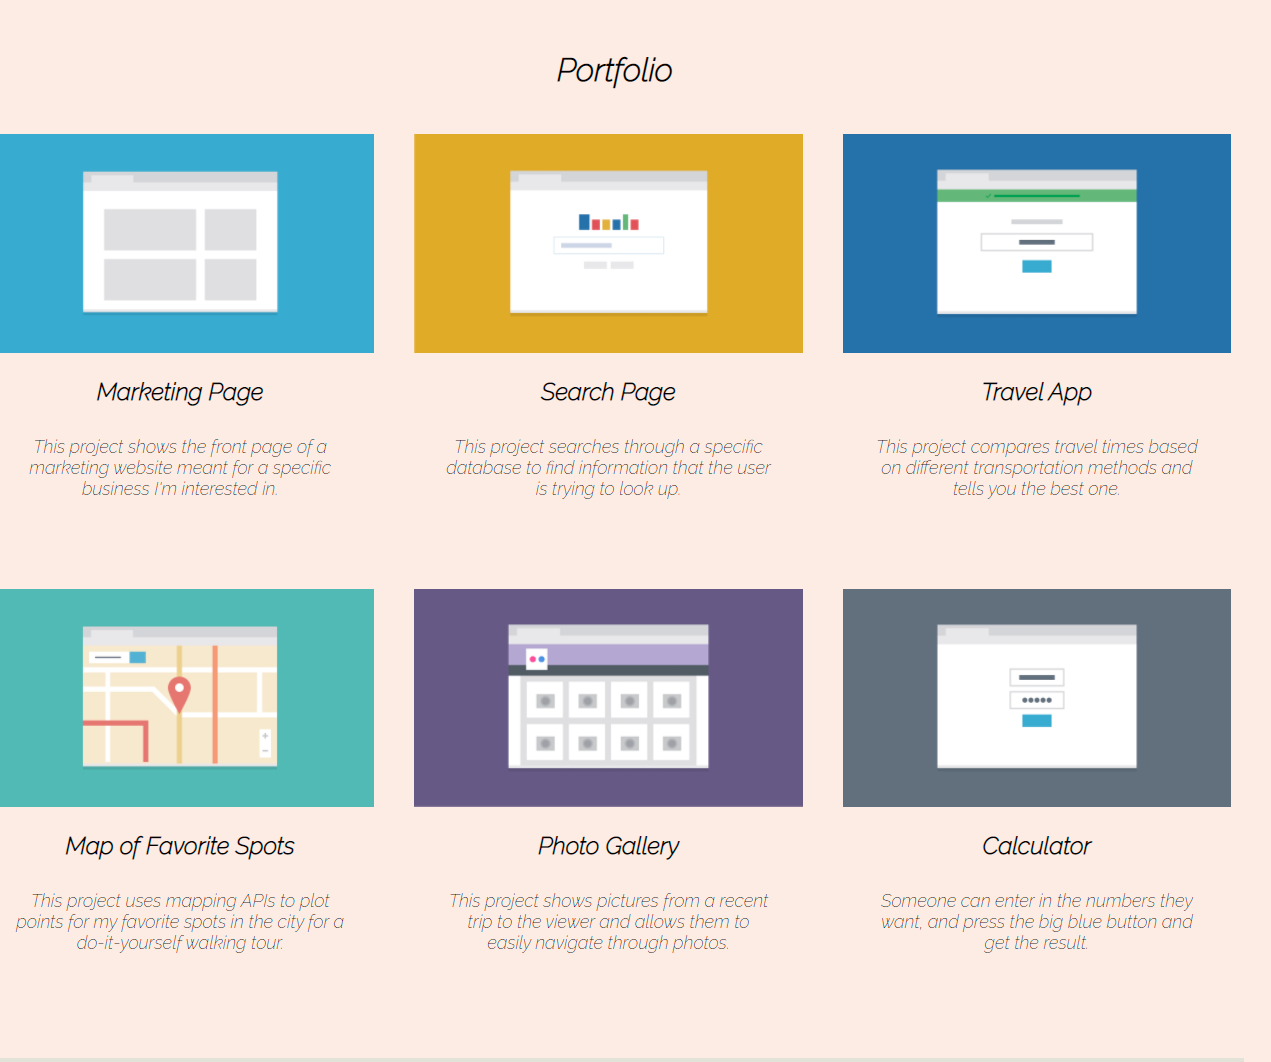 Portfolio
Marketing Page
Search Page
Travel App
This project shows the front page of a
marketing website meant for a specific
business I'm interested in.
This project searches through a specific
database to find information that the user
is trying to look up.
This project compares travel times based
on different transportation methods and
tells you the best one.
Map of Favorite Spots
Photo Gallery
Calculator
This project uses mapping APIs to plot
points for my favorite spots in the city for a
do-it-yourself walking tour.
This project shows pictures from a recent
trip to the viewer and allows them to
easily navigate through photos.
Someone can enter in the numbers they
want, and press the big blue button and
get the result.